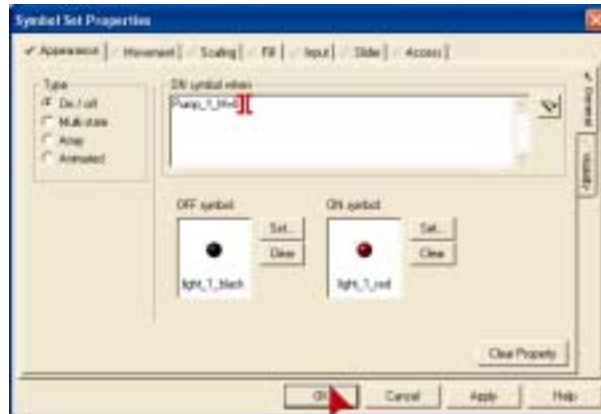 Symbol Set Properties
Appearance Movement Scaling Fill Input Slider Access
General
Visibility
Type
On / off
Multi-state
Array
Animated
ON symbol when
OFF symbol
Set...
Clear
light_1_black
ON symbol
Set...
Clear
light_1_red
Clear Property
OK Cancel Apply Help